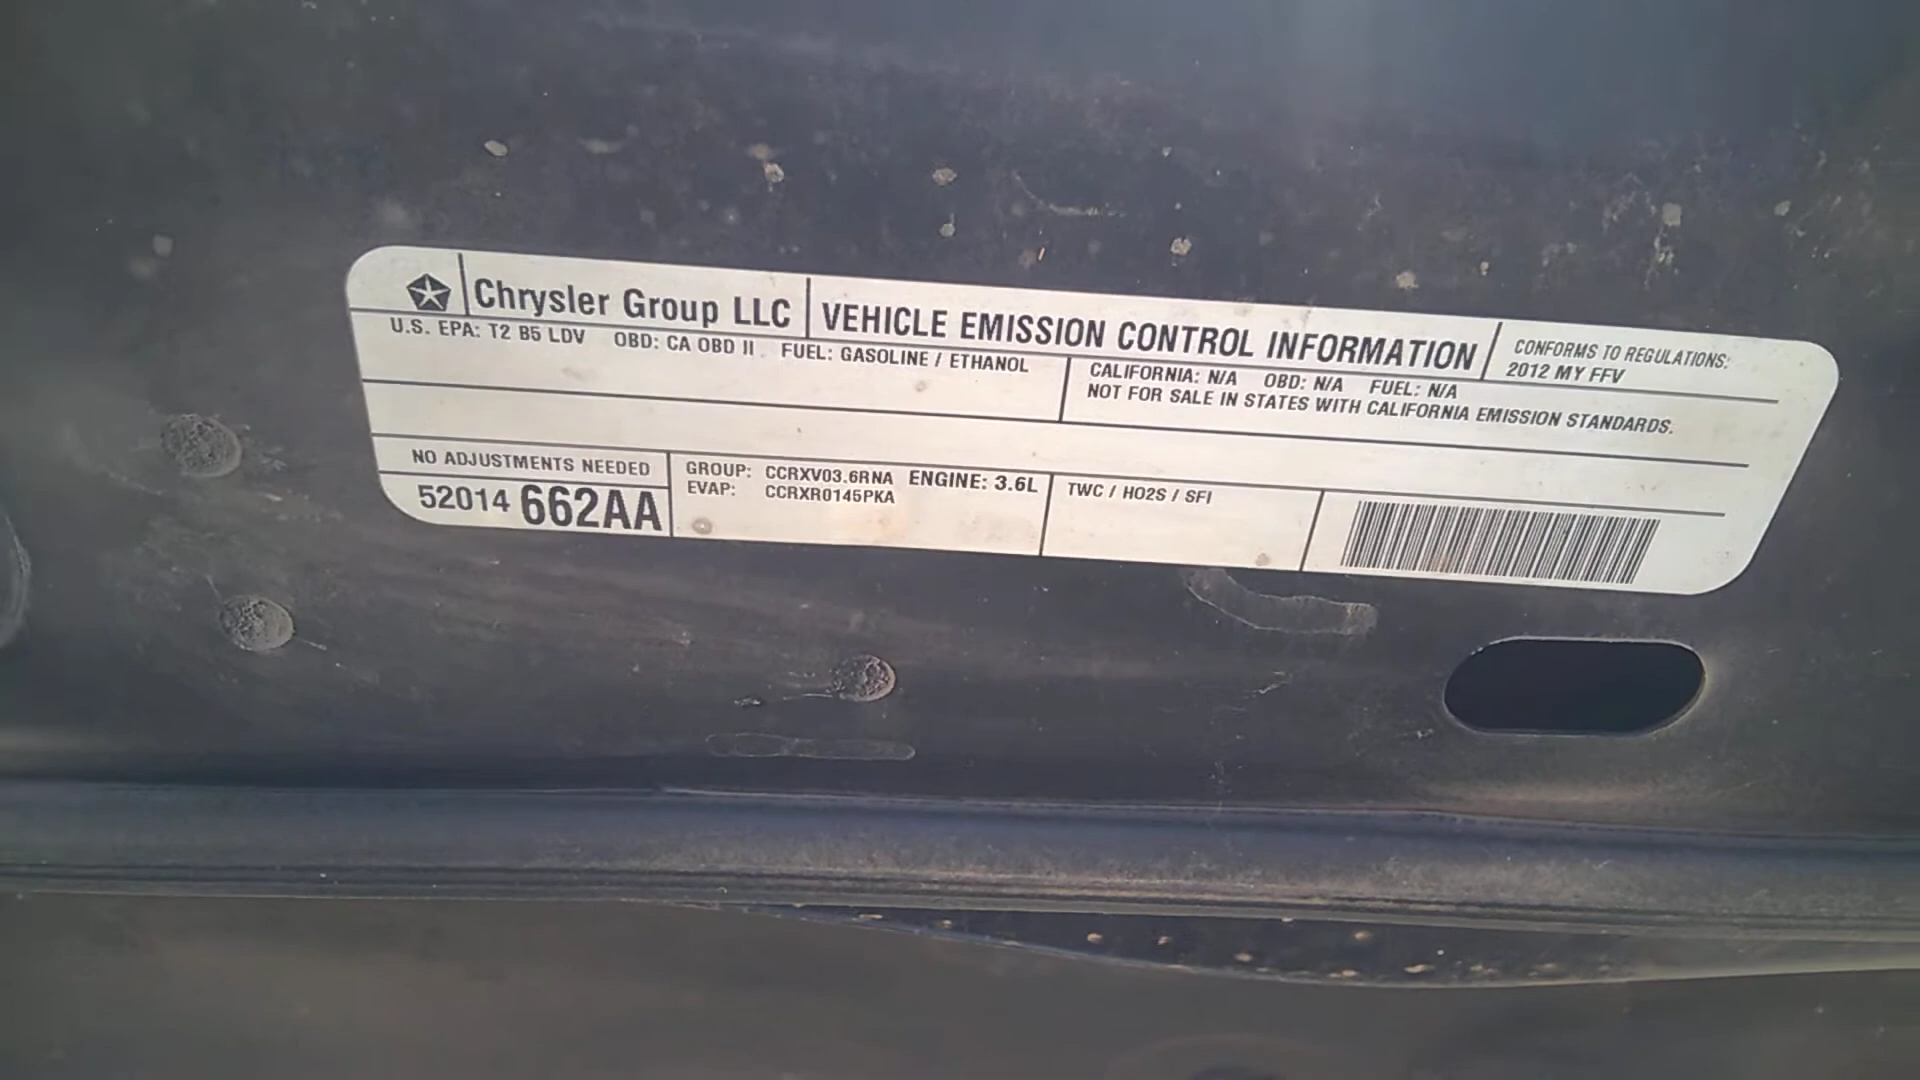 Chrysler Group LLC
VEHICLE EMISSION CONTROL INFORMATION
CONFORMS TO REGULATIONS:
2012 MY FFV
U.S. EPA: T2 B5 LDV OBD: CA OBD II FUEL: GASOLINE / ETHANOL
CALIFORNIA: N/A OBD: N/A FUEL: N/A
NOT FOR SALE IN STATES WITH CALIFORNIA EMISSION STANDARDS.
NO ADJUSTMENTS NEEDED
52014 662AA
GROUP: CCRXV03.6RNA ENGINE: 3.6L
EVAP: CCRXR0145PKA
TWC / HO2S / SFI